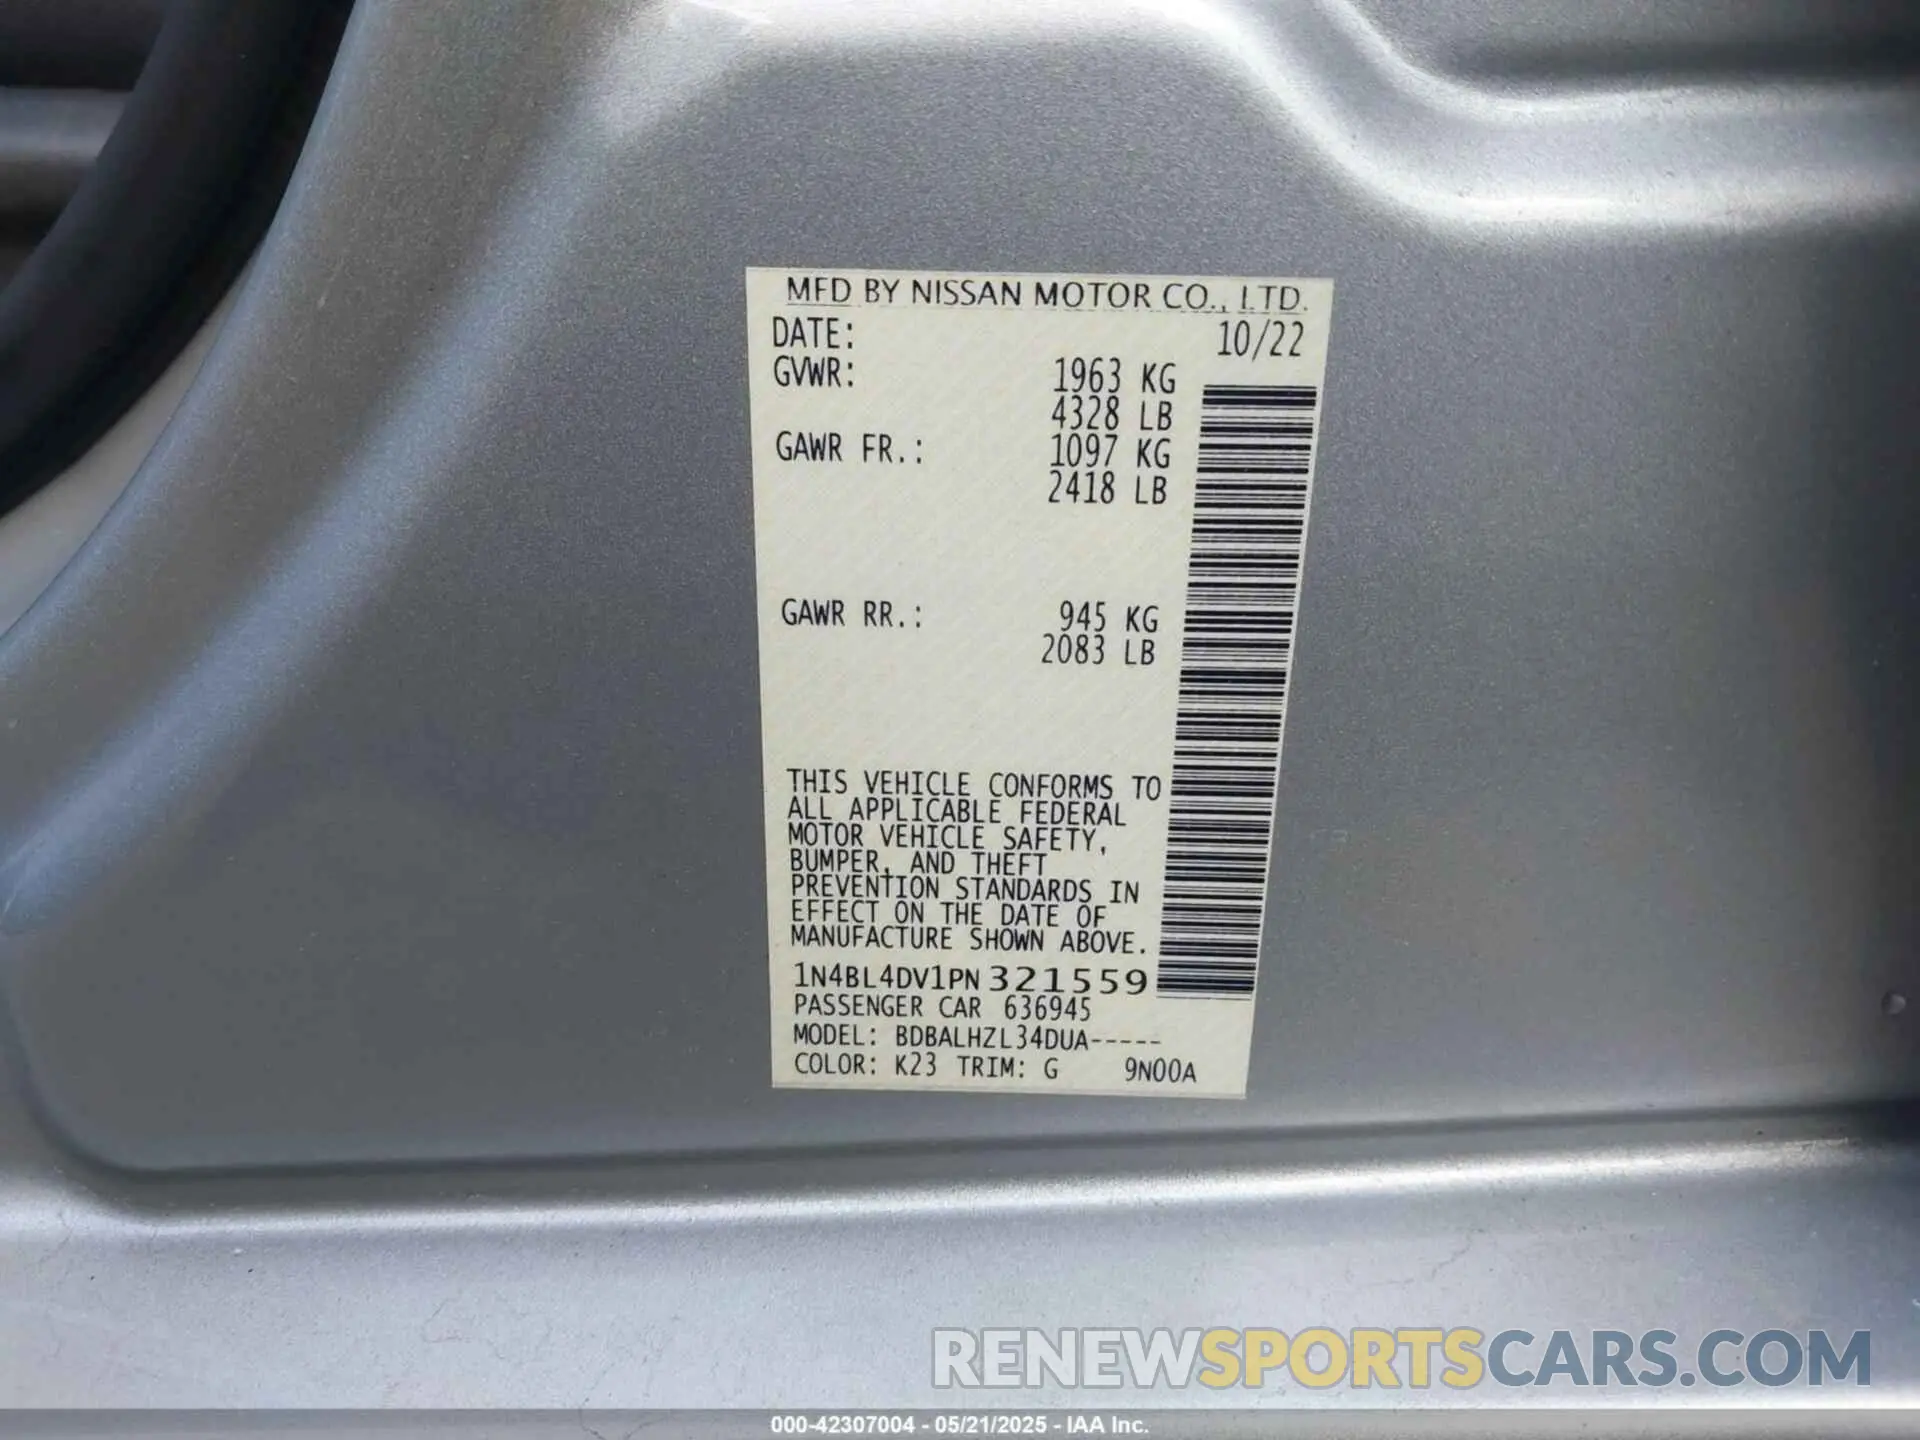 MFD BY NISSAN MOTOR CO., LTD.
DATE: 10/22
GVWR: 1963 KG
4328 LB
GAWR FR.: 1097 KG
2418 LB
GAWR RR.: 945 KG
2083 LB
THIS VEHICLE CONFORMS TO
ALL APPLICABLE FEDERAL
MOTOR VEHICLE SAFETY,
BUMPER, AND THEFT
PREVENTION STANDARDS IN
EFFECT ON THE DATE OF
MANUFACTURE SHOWN ABOVE.
1N4BL4DV1PN321559
PASSENGER CAR 636945
MODEL: BDBALHZL34DUA-----
COLOR: K23 TRIM: G 9N00A
RENEWSPORTSCARS.COM
000-42307004 - 05/21/2025 - IAA Inc.